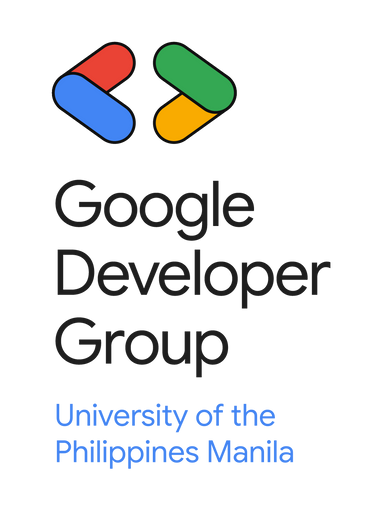 Google
Developer
Group
University of the
Philippines Manila